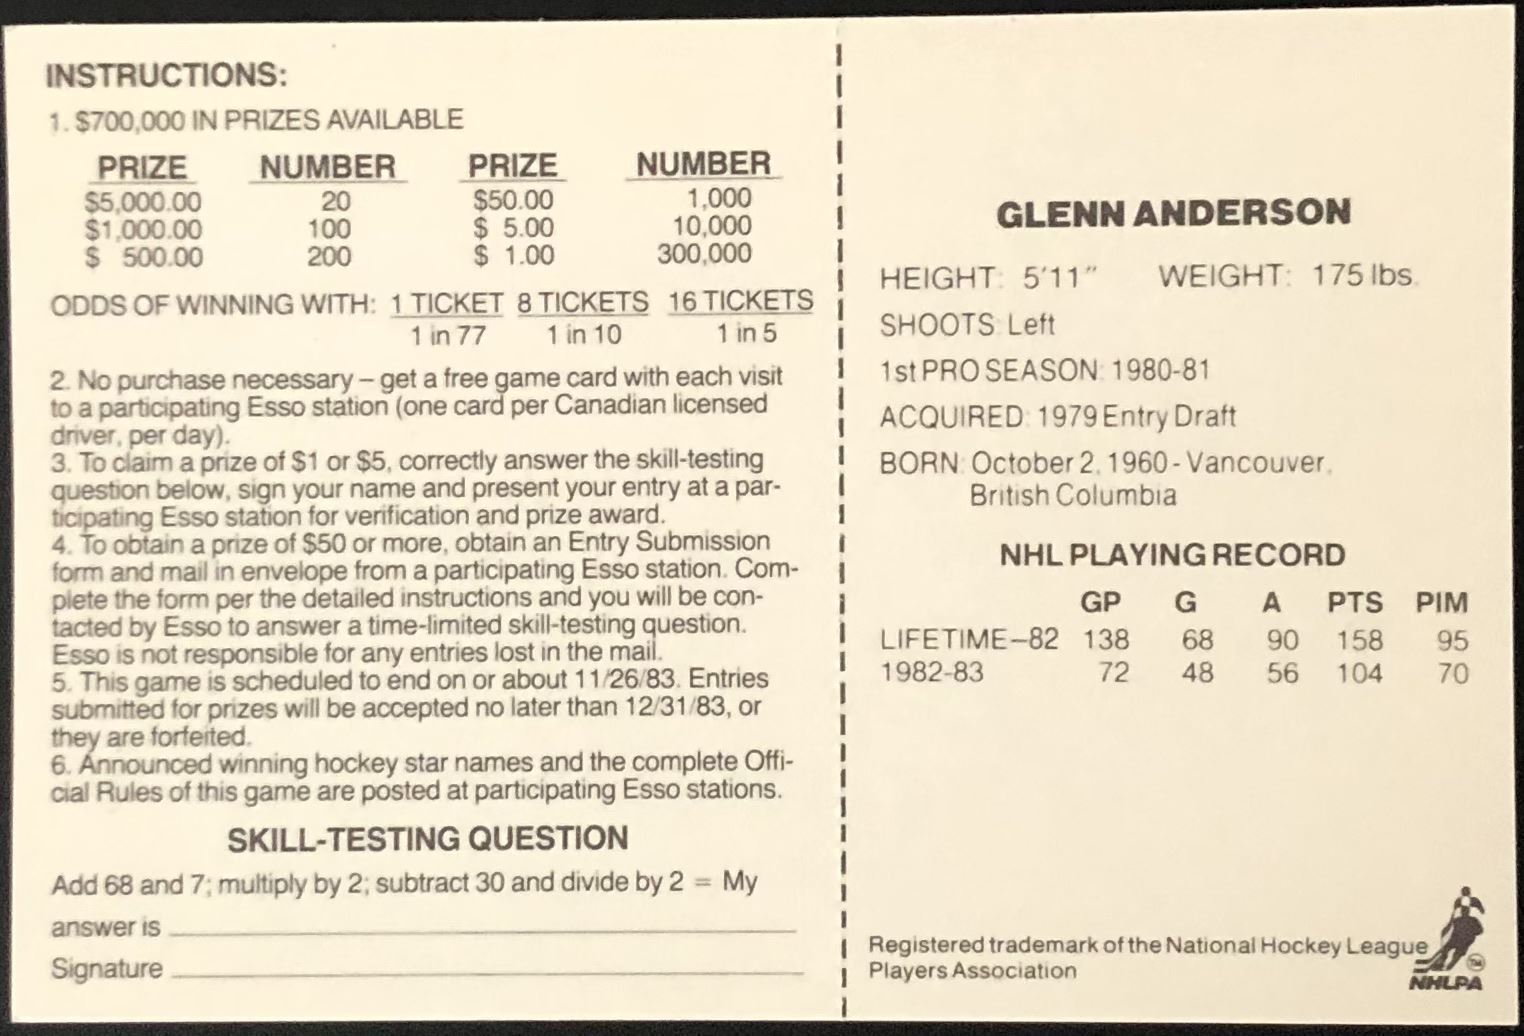 INSTRUCTIONS:
1. $700,000 IN PRIZES AVAILABLE
PRIZE NUMBER PRIZE NUMBER
$5,000.00 20 $50.00 1,000
$1,000.00 100 $ 5.00 10,000
$ 500.00 200 $ 1.00 300,000
ODDS OF WINNING WITH: 1 TICKET 8 TICKETS 16 TICKETS
1 in 77 1 in 10 1 in 5
2. No purchase necessary – get a free game card with each visit
to a participating Esso station (one card per Canadian licensed
driver, per day).
3. To claim a prize of $1 or $5, correctly answer the skill-testing
question below, sign your name and present your entry at a par-
ticipating Esso station for verification and prize award.
4. To obtain a prize of $50 or more, obtain an Entry Submission
form and mail in envelope from a participating Esso station. Com-
plete the form per the detailed instructions and you will be con-
tacted by Esso to answer a time-limited skill-testing question.
Esso is not responsible for any entries lost in the mail.
5. This game is scheduled to end on or about 11/26/83. Entries
submitted for prizes will be accepted no later than 12/31/83, or
they are forfeited.
6. Announced winning hockey star names and the complete Offi-
cial Rules of this game are posted at participating Esso stations.
SKILL-TESTING QUESTION
Add 68 and 7; multiply by 2; subtract 30 and divide by 2 = My
answer is
Signature
GLENN ANDERSON
HEIGHT: 5'11" WEIGHT: 175 lbs.
SHOOTS: Left
1st PRO SEASON: 1980-81
ACQUIRED: 1979 Entry Draft
BORN: October 2, 1960 - Vancouver,
British Columbia
NHL PLAYING RECORD
GP G A PTS PIM
LIFETIME–82 138 68 90 158 95
1982-83 72 48 56 104 70
Registered trademark of the National Hockey League
Players Association
TM
NHLPA